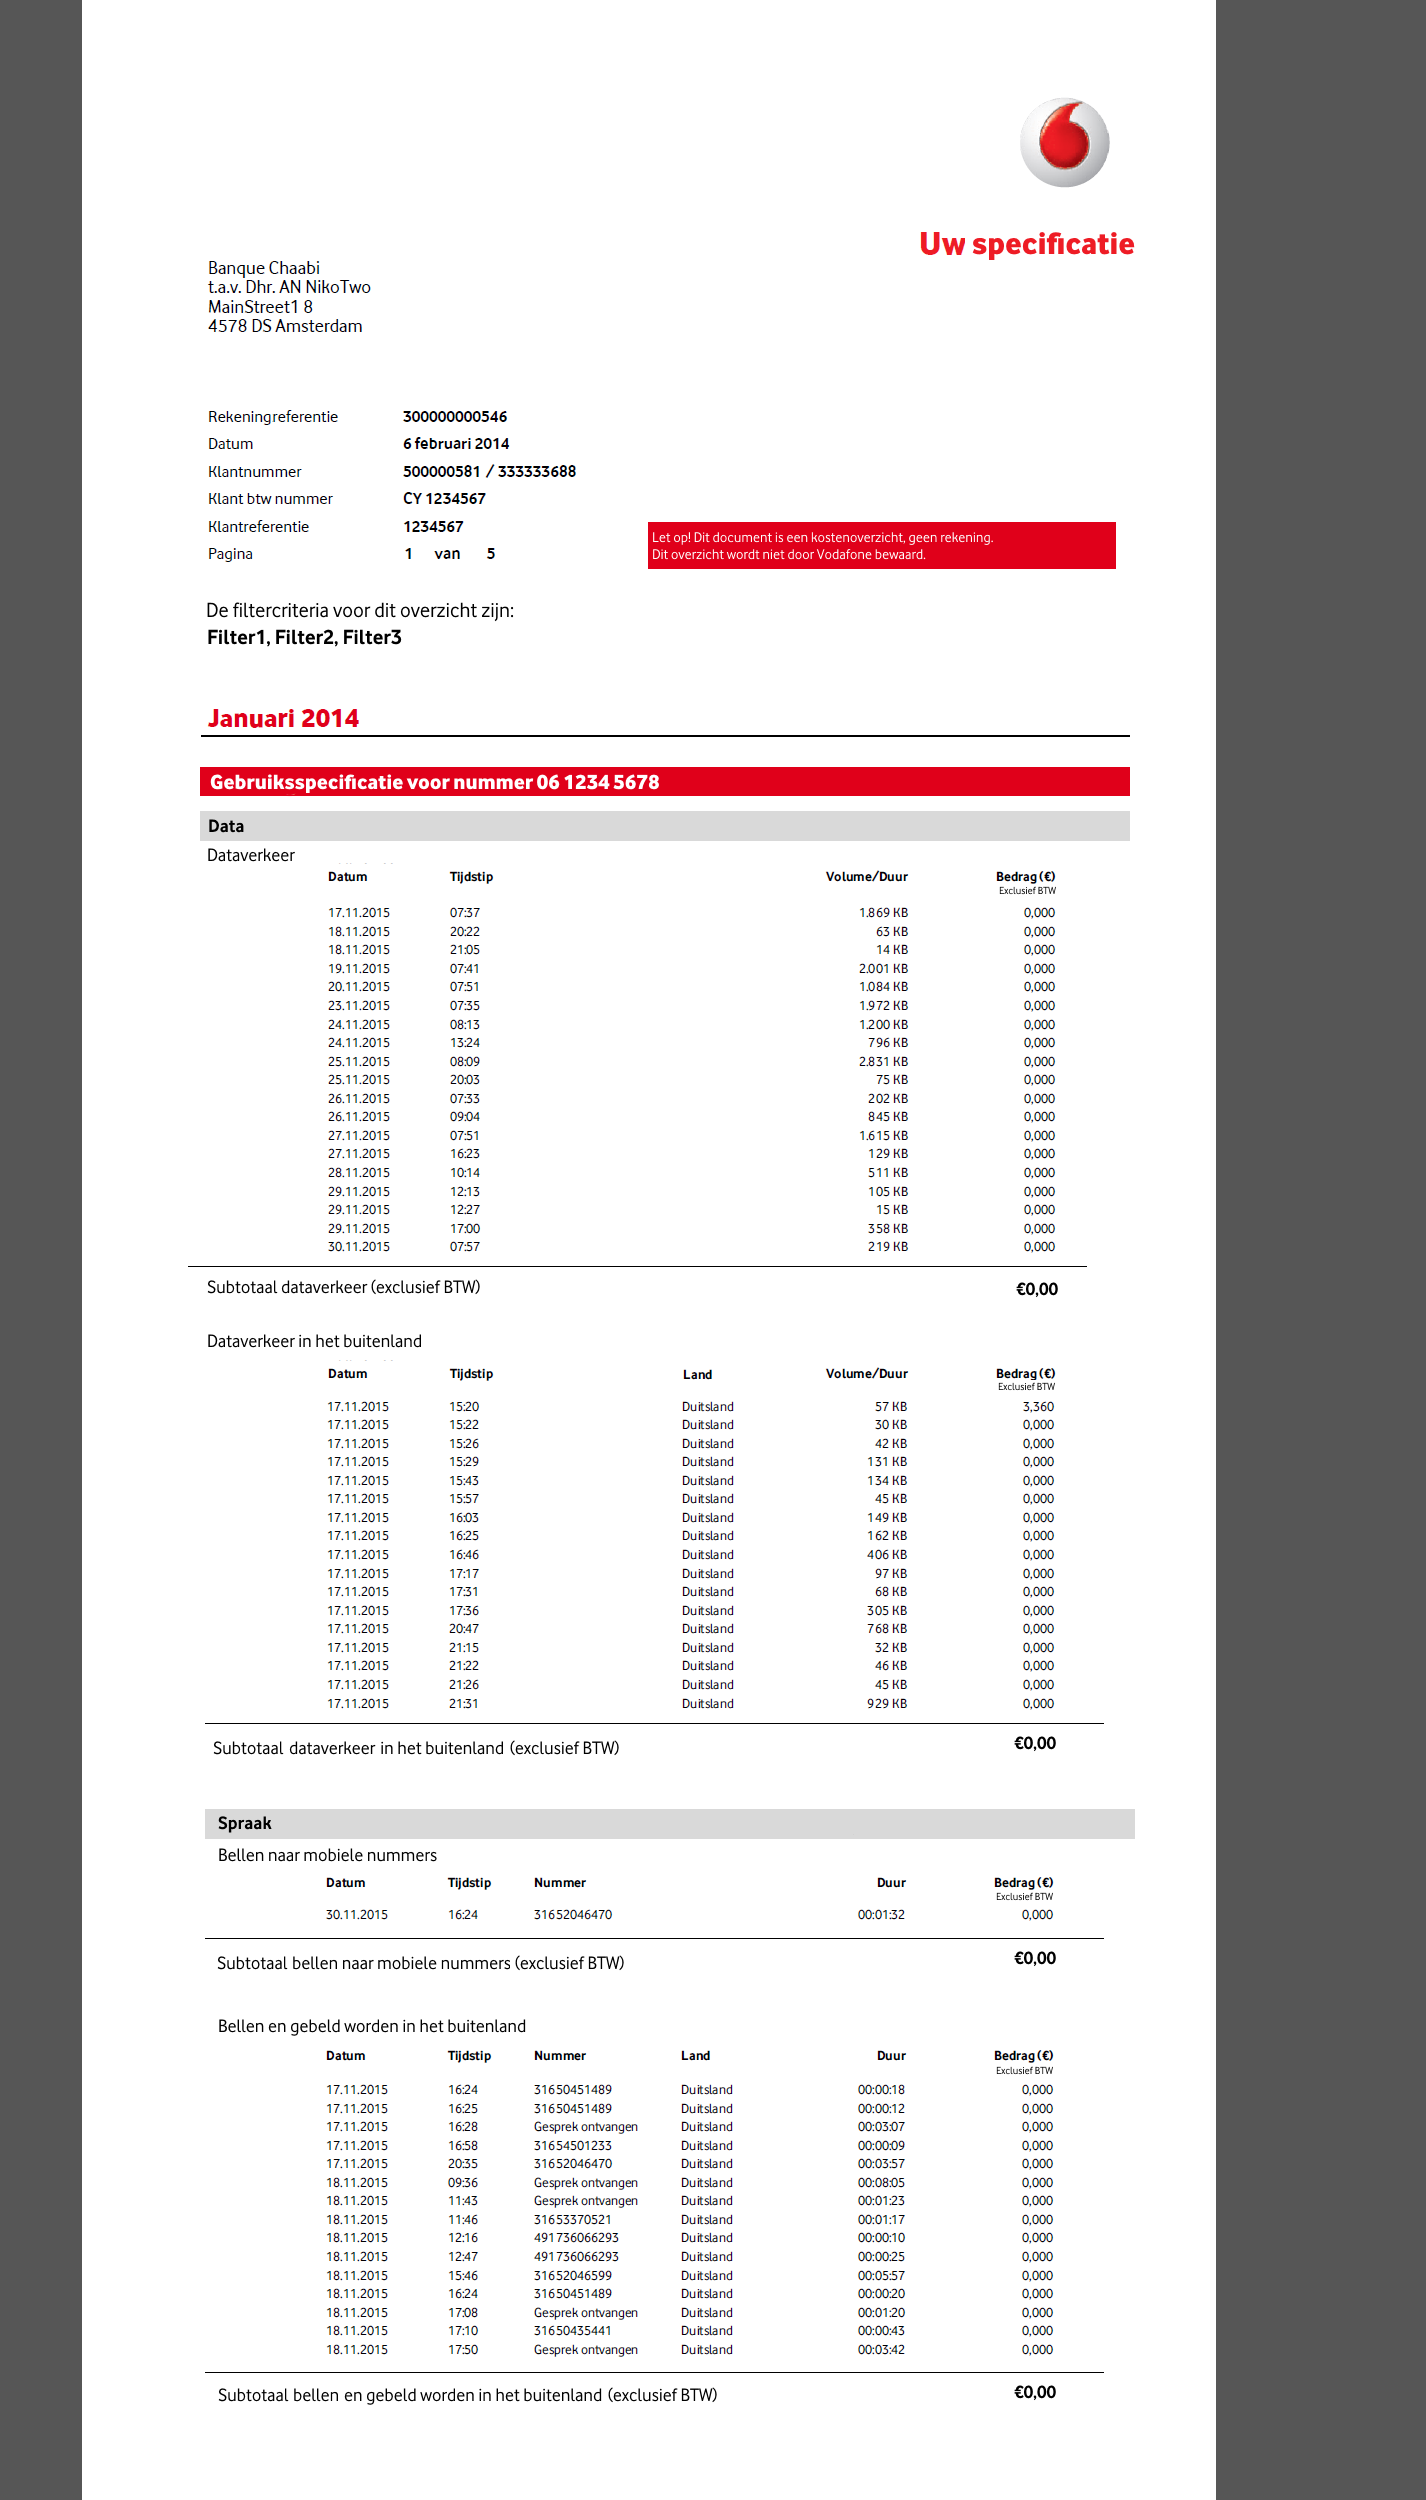 Uw specificatie
Banque Chaabi
t.a.v. Dhr. AN NikoTwo
MainStreet1 8
4578 DS Amsterdam
Rekeningreferentie 300000000546
Datum 6 februari 2014
Klantnummer 500000581 / 333333688
Klant btw nummer CY 1234567
Klantreferentie 1234567
Pagina 1 van 5
Let op! Dit document is een kostenoverzicht, geen rekening.
Dit overzicht wordt niet door Vodafone bewaard.
De filtercriteria voor dit overzicht zijn:
Filter1, Filter2, Filter3
Januari 2014
Gebruiksspecificatie voor nummer 06 1234 5678
Data
Dataverkeer
Datum Tijdstip Volume/Duur Bedrag (€)
Exclusief BTW
17.11.2015 07:37 1.869 KB 0,000
18.11.2015 20:22 63 KB 0,000
18.11.2015 21:05 14 KB 0,000
19.11.2015 07:41 2.001 KB 0,000
20.11.2015 07:51 1.084 KB 0,000
23.11.2015 07:35 1.972 KB 0,000
24.11.2015 08:13 1.200 KB 0,000
24.11.2015 13:24 796 KB 0,000
25.11.2015 08:09 2.831 KB 0,000
25.11.2015 20:03 75 KB 0,000
26.11.2015 07:33 202 KB 0,000
26.11.2015 09:04 845 KB 0,000
27.11.2015 07:51 1.615 KB 0,000
27.11.2015 16:23 129 KB 0,000
28.11.2015 10:14 511 KB 0,000
29.11.2015 12:13 105 KB 0,000
29.11.2015 12:27 15 KB 0,000
29.11.2015 17:00 358 KB 0,000
30.11.2015 07:57 219 KB 0,000
Subtotaal dataverkeer (exclusief BTW) €0,00
Dataverkeer in het buitenland
Datum Tijdstip Land Volume/Duur Bedrag (€)
Exclusief BTW
17.11.2015 15:20 Duitsland 57 KB 3,360
17.11.2015 15:22 Duitsland 30 KB 0,000
17.11.2015 15:26 Duitsland 42 KB 0,000
17.11.2015 15:29 Duitsland 131 KB 0,000
17.11.2015 15:43 Duitsland 134 KB 0,000
17.11.2015 15:57 Duitsland 45 KB 0,000
17.11.2015 16:03 Duitsland 149 KB 0,000
17.11.2015 16:25 Duitsland 162 KB 0,000
17.11.2015 16:46 Duitsland 406 KB 0,000
17.11.2015 17:17 Duitsland 97 KB 0,000
17.11.2015 17:31 Duitsland 68 KB 0,000
17.11.2015 17:36 Duitsland 305 KB 0,000
17.11.2015 20:47 Duitsland 768 KB 0,000
17.11.2015 21:15 Duitsland 32 KB 0,000
17.11.2015 21:22 Duitsland 46 KB 0,000
17.11.2015 21:26 Duitsland 45 KB 0,000
17.11.2015 21:31 Duitsland 929 KB 0,000
Subtotaal dataverkeer in het buitenland (exclusief BTW) €0,00
Spraak
Bellen naar mobiele nummers
Datum Tijdstip Nummer Duur Bedrag (€)
Exclusief BTW
30.11.2015 16:24 31652046470 00:01:32 0,000
Subtotaal bellen naar mobiele nummers (exclusief BTW) €0,00
Bellen en gebeld worden in het buitenland
Datum Tijdstip Nummer Land Duur Bedrag (€)
Exclusief BTW
17.11.2015 16:24 31650451489 Duitsland 00:00:18 0,000
17.11.2015 16:25 31650451489 Duitsland 00:00:12 0,000
17.11.2015 16:28 Gesprek ontvangen Duitsland 00:03:07 0,000
17.11.2015 16:58 31654501233 Duitsland 00:00:09 0,000
17.11.2015 20:35 31652046470 Duitsland 00:03:57 0,000
18.11.2015 09:36 Gesprek ontvangen Duitsland 00:08:05 0,000
18.11.2015 11:43 Gesprek ontvangen Duitsland 00:01:23 0,000
18.11.2015 11:46 31653370521 Duitsland 00:01:17 0,000
18.11.2015 12:16 491736066293 Duitsland 00:00:10 0,000
18.11.2015 12:47 491736066293 Duitsland 00:00:25 0,000
18.11.2015 15:46 31652046599 Duitsland 00:05:57 0,000
18.11.2015 16:24 31650451489 Duitsland 00:00:20 0,000
18.11.2015 17:08 Gesprek ontvangen Duitsland 00:01:20 0,000
18.11.2015 17:10 31650435441 Duitsland 00:00:43 0,000
18.11.2015 17:50 Gesprek ontvangen Duitsland 00:03:42 0,000
Subtotaal bellen en gebeld worden in het buitenland (exclusief BTW) €0,00